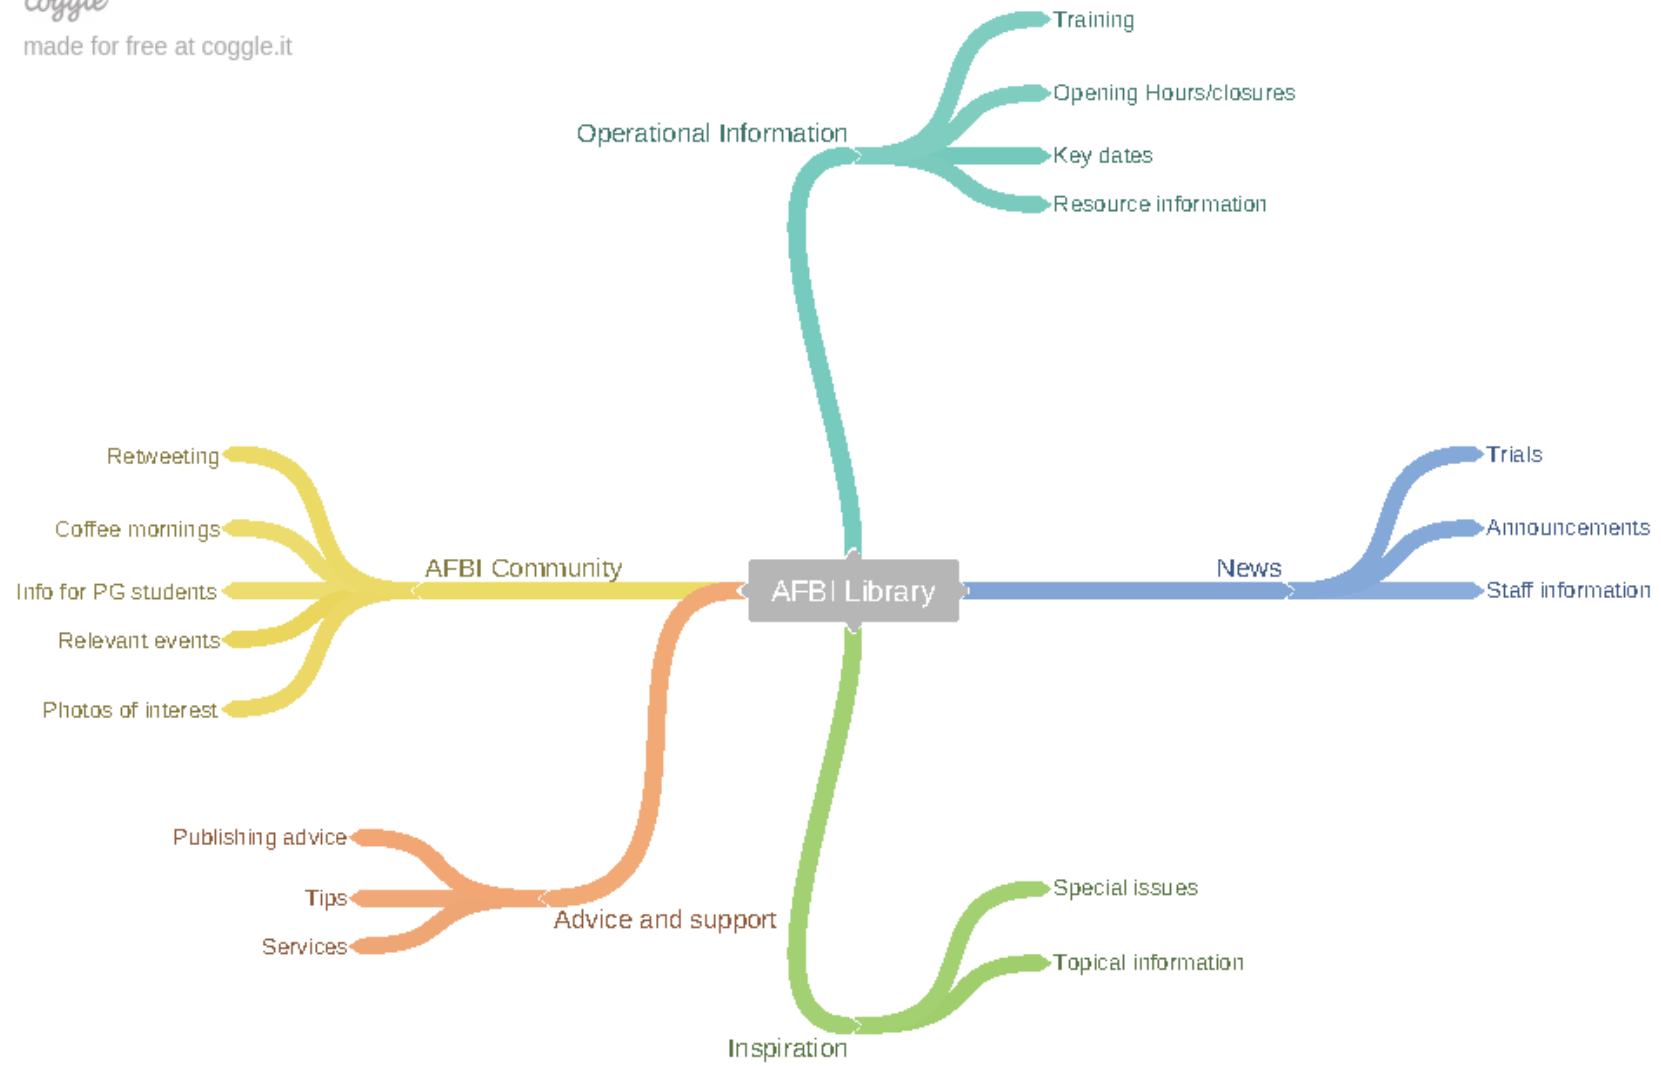 coggle
made for free at coggle.it
Training
Opening Hours/closures
Operational Information
Key dates
Resource information
Retweeting
Coffee mornings
Info for PG students
Relevant events
Photos of interest
AFBI Community
AFBI Library
News
Trials
Announcements
Staff information
Publishing advice
Tips
Services
Advice and support
Special issues
Topical information
Inspiration